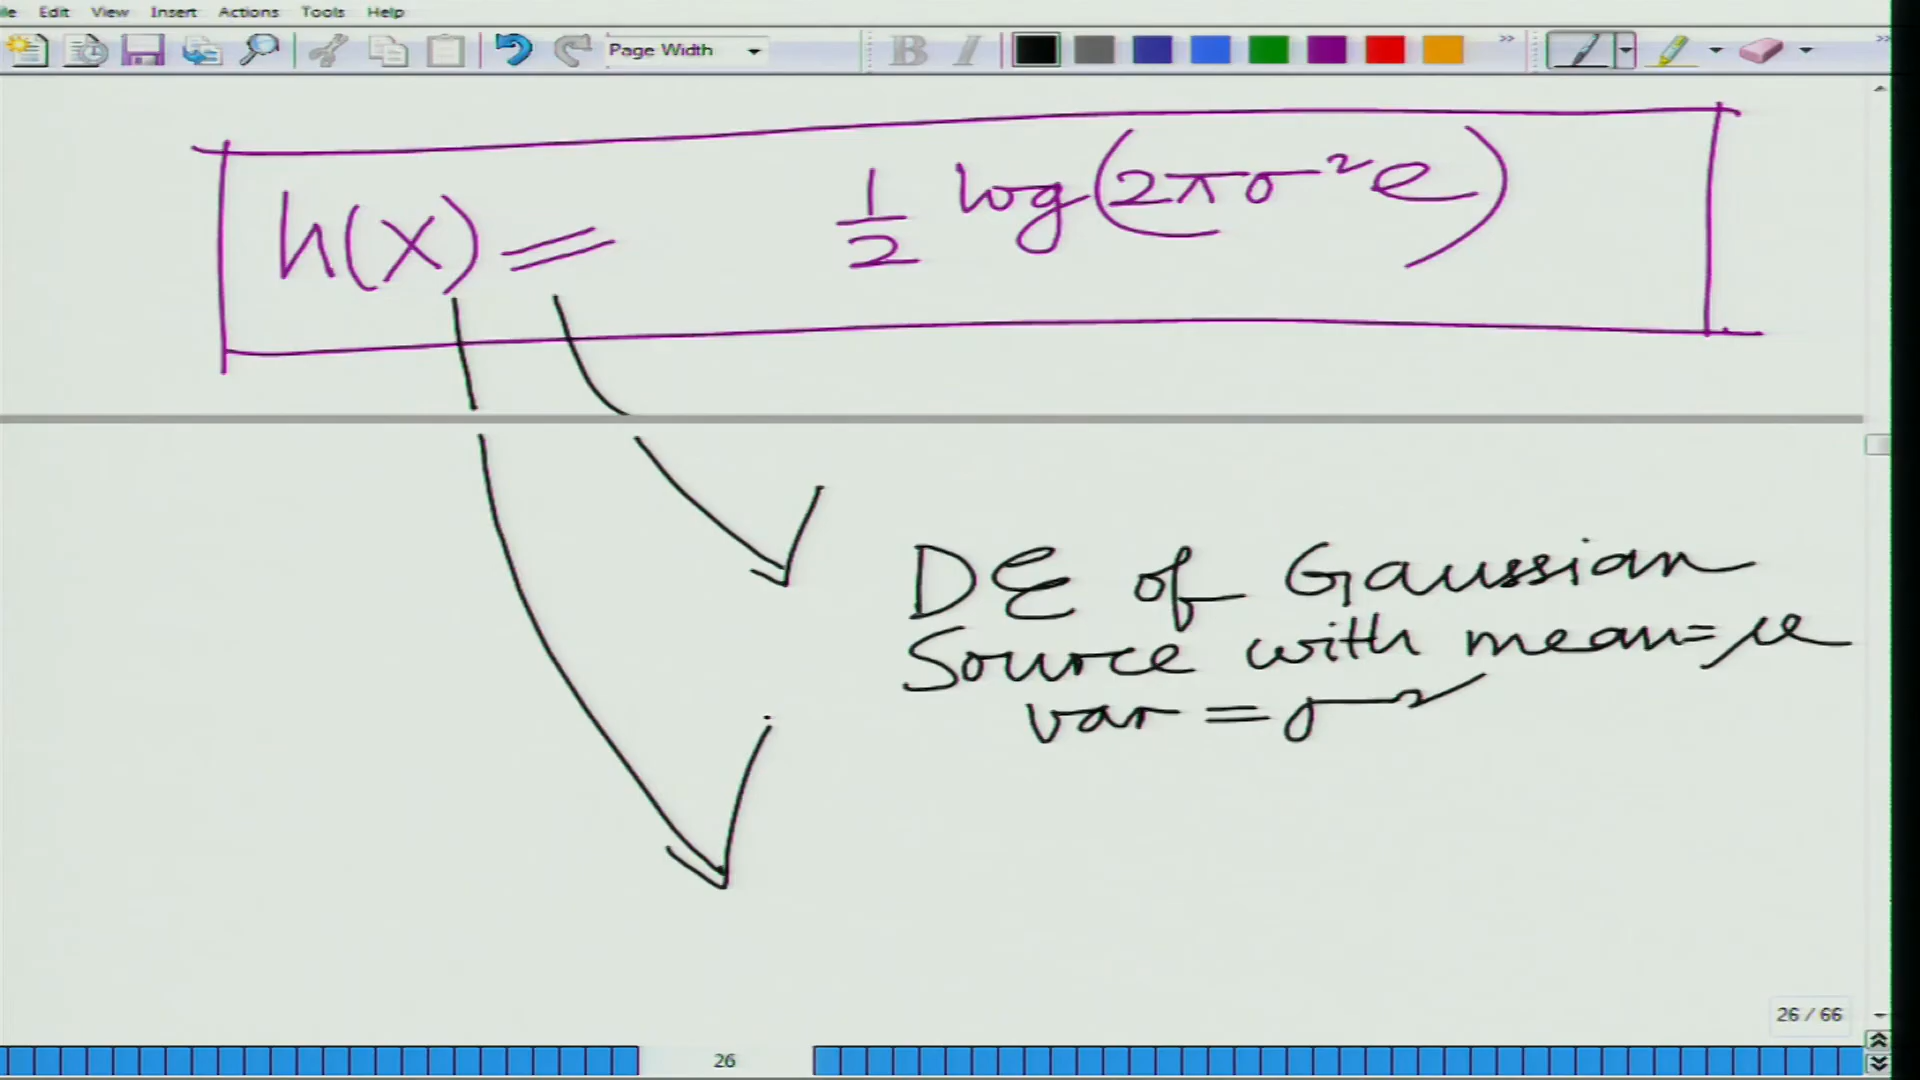 le Edit View Insert Actions Tools Help
Page Width B I
h(X) = 1/2 log(2πσ²e)
DE of Gaussian
Source with mean=μ
var = σ²
26 / 66
26